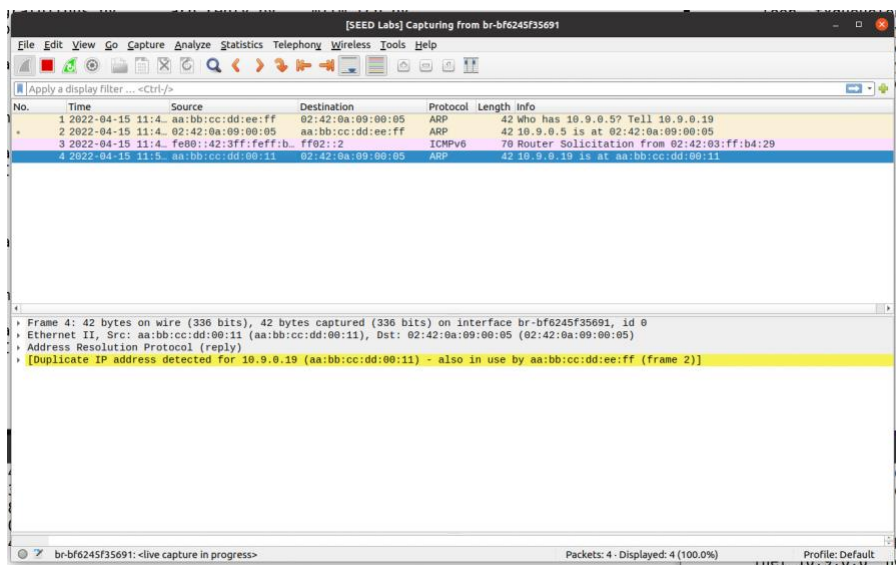 [SEED Labs] Capturing from br-bf6245f35691
File Edit View Go Capture Analyze Statistics Telephony Wireless Tools Help
Apply a display filter ... <Ctrl-/>
No. Time Source Destination Protocol Length Info
1 2022-04-15 11:4… aa:bb:cc:dd:ee:ff 02:42:0a:09:00:05 ARP 42 Who has 10.9.0.5? Tell 10.9.0.19
2 2022-04-15 11:4… 02:42:0a:09:00:05 aa:bb:cc:dd:ee:ff ARP 42 10.9.0.5 is at 02:42:0a:09:00:05
3 2022-04-15 11:4… fe80::42:3ff:feff:b… ff02::2 ICMPv6 70 Router Solicitation from 02:42:03:ff:b4:29
4 2022-04-15 11:5… aa:bb:cc:dd:00:11 02:42:0a:09:00:05 ARP 42 10.9.0.19 is at aa:bb:cc:dd:00:11
Frame 4: 42 bytes on wire (336 bits), 42 bytes captured (336 bits) on interface br-bf6245f35691, id 0
Ethernet II, Src: aa:bb:cc:dd:00:11 (aa:bb:cc:dd:00:11), Dst: 02:42:0a:09:00:05 (02:42:0a:09:00:05)
Address Resolution Protocol (reply)
[Duplicate IP address detected for 10.9.0.19 (aa:bb:cc:dd:00:11) - also in use by aa:bb:cc:dd:ee:ff (frame 2)]
br-bf6245f35691: <live capture in progress> Packets: 4 · Displayed: 4 (100.0%) Profile: Default